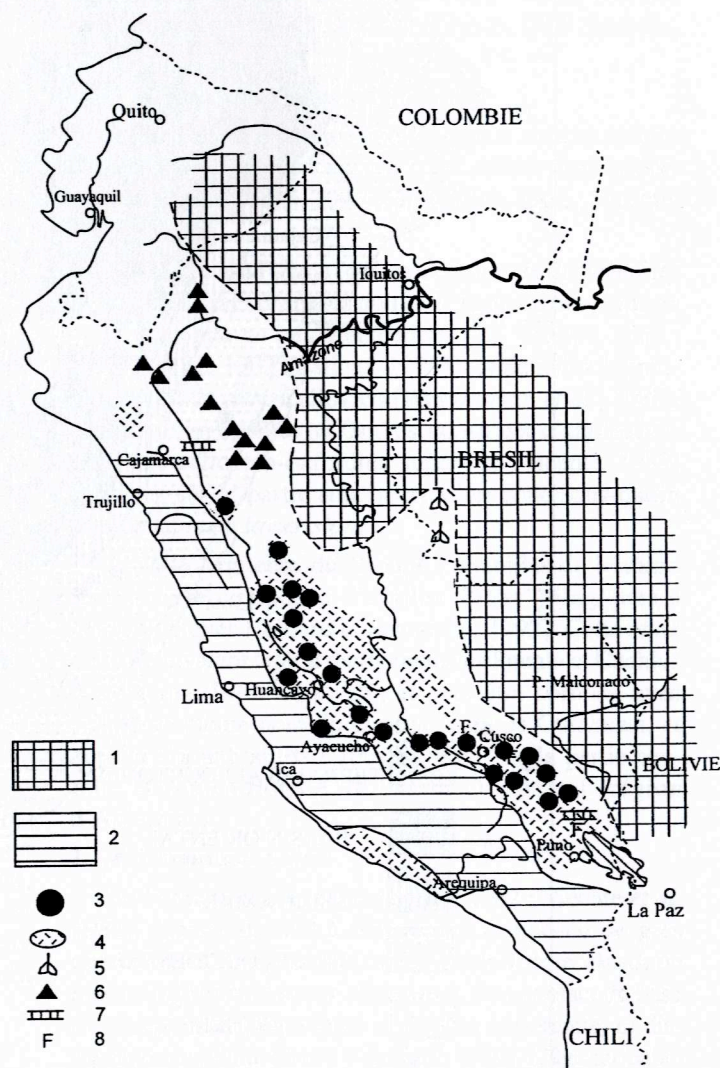 Quito
COLOMBIE
Guayaquil
Iquitos
Amazone
BRESIL
Cajamarca
Trujillo
P. Maldonado
Lima
Huancayo
F
Cusco
Ayacucho
BOLIVIE
Ica
F
Puno
Arequipa
La Paz
CHILI
1
2
3
4
5
6
7
F 8